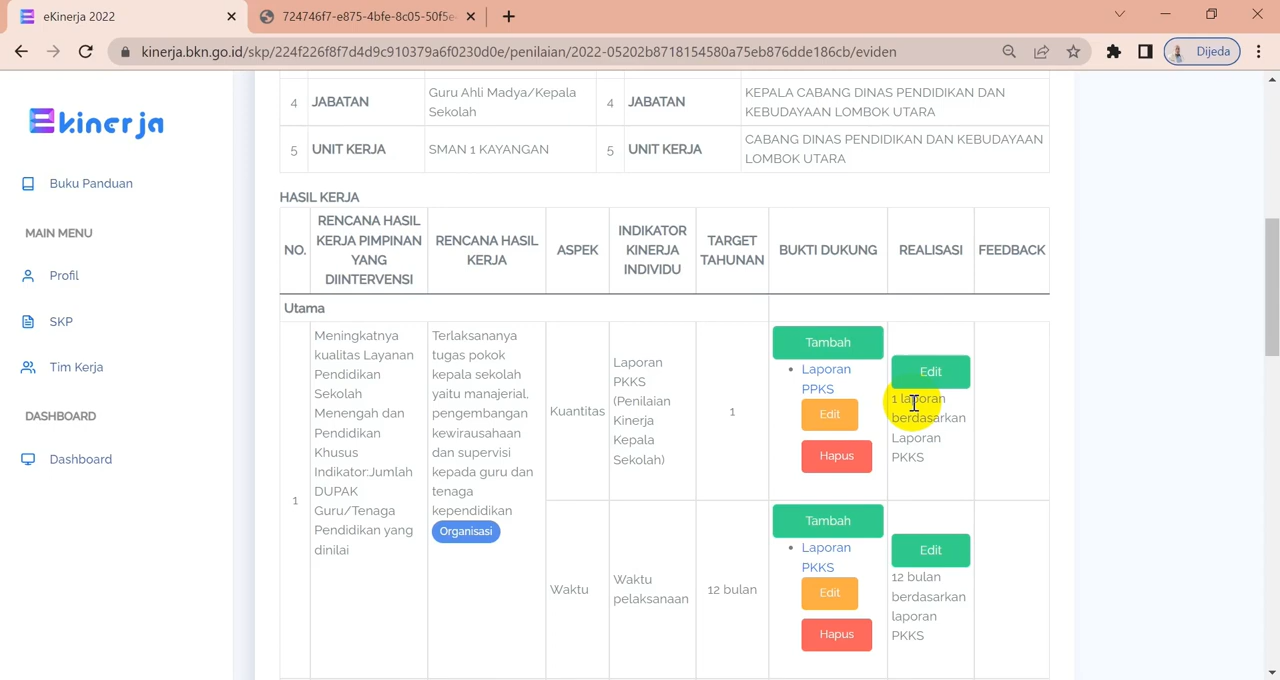 eKinerja 2022
724746f7-e875-4bfe-8c05-50f5e
kinerja.bkn.go.id/skp/224f226f8f7d4d9c910379a6f0230d0e/penilaian/2022-05202b8718154580a75eb876dde186cb/eviden
Dijeda
Ekinerja
Buku Panduan
MAIN MENU
Profil
SKP
Tim Kerja
DASHBOARD
Dashboard
4 JABATAN Guru Ahli Madya/Kepala Sekolah 4 JABATAN KEPALA CABANG DINAS PENDIDIKAN DAN KEBUDAYAAN LOMBOK UTARA
5 UNIT KERJA SMAN 1 KAYANGAN 5 UNIT KERJA CABANG DINAS PENDIDIKAN DAN KEBUDAYAAN LOMBOK UTARA
HASIL KERJA
NO.
RENCANA HASIL
KERJA PIMPINAN
YANG
DIINTERVENSI
RENCANA HASIL
KERJA
ASPEK
INDIKATOR
KINERJA
INDIVIDU
TARGET
TAHUNAN
BUKTI DUKUNG
REALISASI
FEEDBACK
Utama
1
Meningkatnya
kualitas Layanan
Pendidikan
Sekolah
Menengah dan
Pendidikan
Khusus
Indikator:Jumlah
DUPAK
Guru/Tenaga
Pendidikan yang
dinilai
Terlaksananya
tugas pokok
kepala sekolah
yaitu manajerial,
pengembangan
kewirausahaan
dan supervisi
kepada guru dan
tenaga
kependidikan
Organisasi
Kuantitas
Laporan
PKKS
(Penilaian
Kinerja
Kepala
Sekolah)
1
Tambah
Laporan
PPKS
Edit
Hapus
Edit
1 laporan
berdasarkan
Laporan
PKKS
Waktu
Waktu
pelaksanaan
12 bulan
Tambah
Laporan
PKKS
Edit
Hapus
Edit
12 bulan
berdasarkan
laporan
PKKS